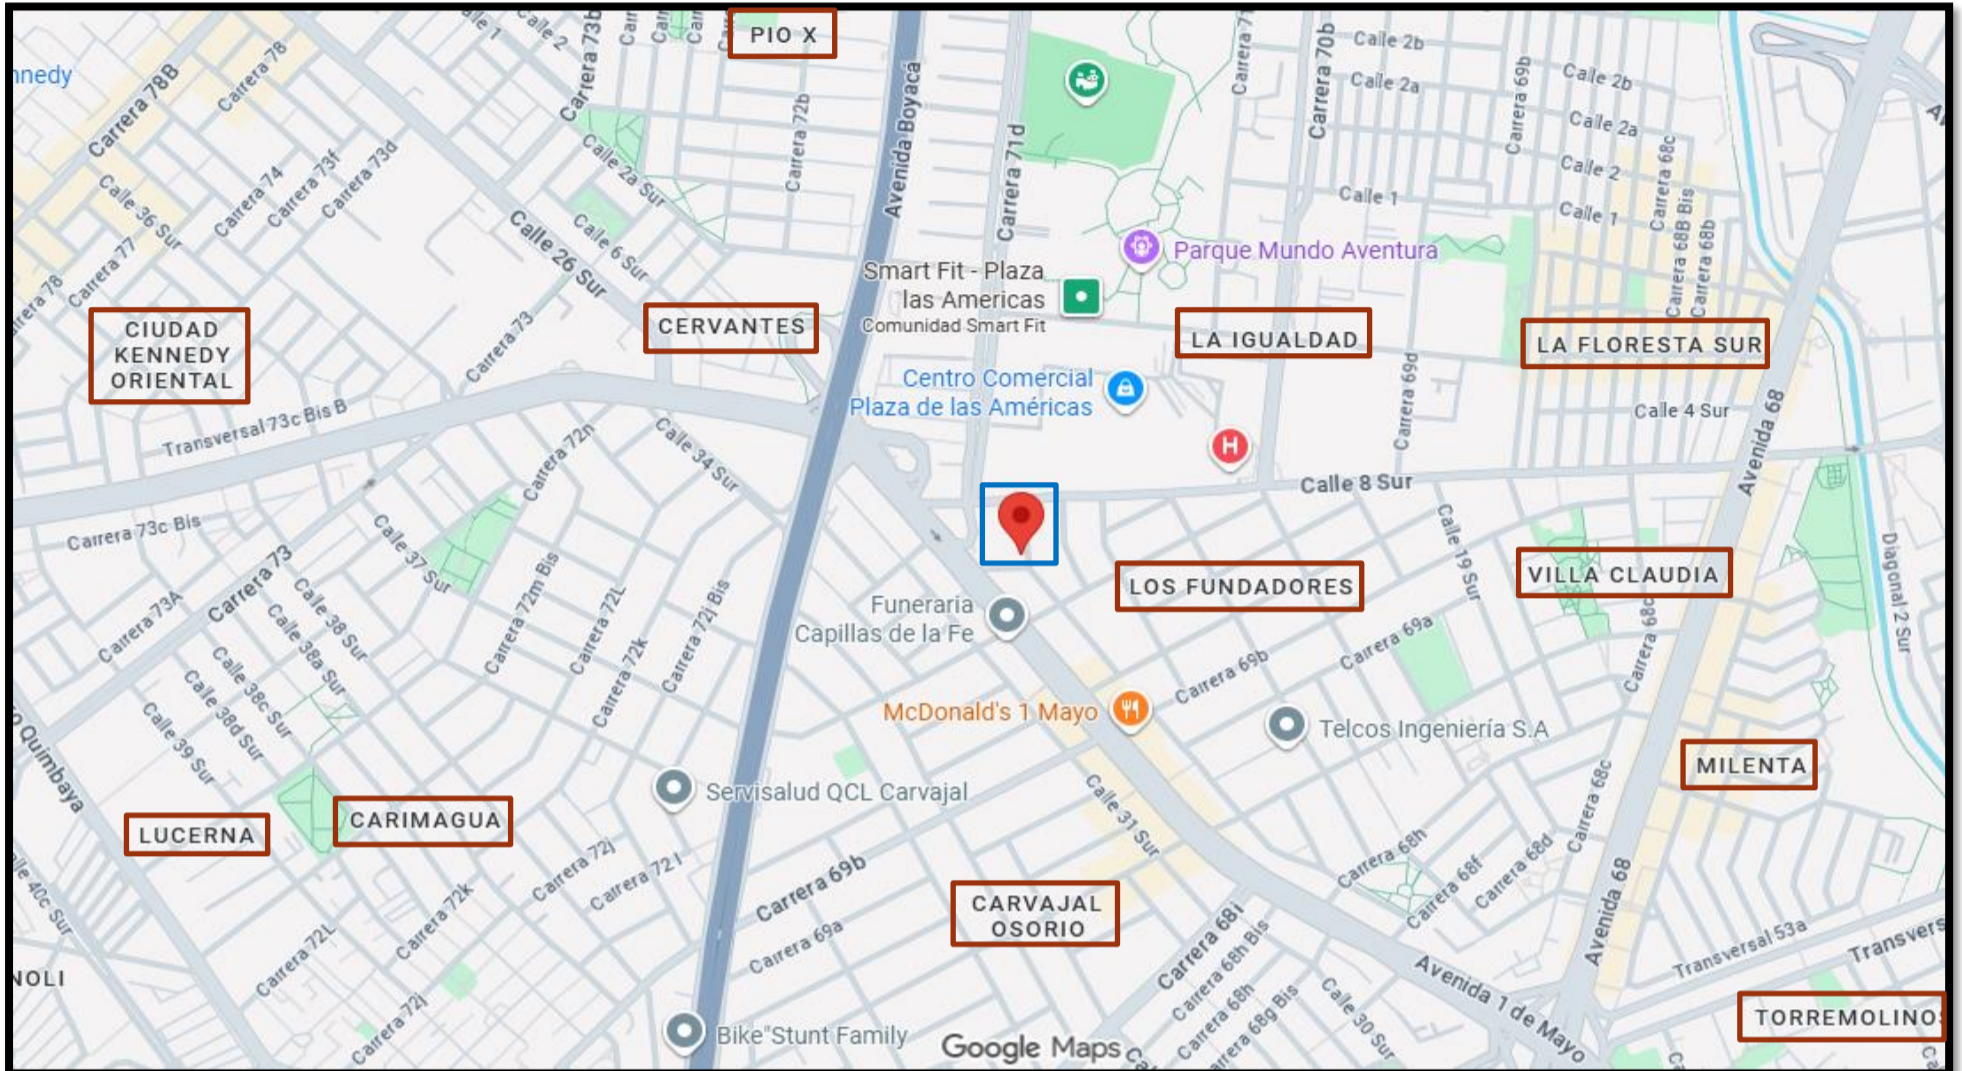 PIO X
Calle 1
Calle 2
Carrera 73b
Calle 2b
Calle 2a
Calle 2b
Calle 2a
Calle 2
Calle 1
Calle 1
nnedy
Carrera 78B
Carrera 78
Carrera 74
Carrera 73f
Carrera 73d
Calle 36 Sur
Carrera 77
Calle 2a Sur
Calle 6 Sur
Calle 26 Sur
Carrera 72b
Avenida Boyacá
Carrera 71d
Carrera 70b
Carrera 69b
Carrera 68c
Carrera 68B Bis
Carrera 68b
Parque Mundo Aventura
Smart Fit - Plaza
las Americas
Comunidad Smart Fit
CIUDAD
KENNEDY
ORIENTAL
CERVANTES
LA IGUALDAD
LA FLORESTA SUR
Carrera 73
Centro Comercial
Plaza de las Américas
Carrera 69d
Calle 4 Sur
Avenida 68
Transversal 73c Bis B
Carrera 72n
Calle 34 Sur
H
Calle 8 Sur
Carrera 73c Bis
Calle 37 Sur
Carrera 73
Carrera 73A
Calle 38 Sur
Calle 38a Sur
Calle 38c Sur
Calle 38d Sur
Calle 39 Sur
Carrera 72m Bis
Carrera 72L
Carrera 72k
Carrera 72j Bis
Calle 19 Sur
LOS FUNDADORES
VILLA CLAUDIA
Diagonal 2 Sur
Funeraria
Capillas de la Fe
Carrera 69a
Carrera 69b
Carrera 68c
McDonald's 1 Mayo
Telcos Ingeniería S.A
MILENTA
o Quimbaya
Servisalud QCL Carvajal
Calle 31 Sur
Carrera 68c
LUCERNA
CARIMAGUA
Carrera 72j
Carrera 72 I
Carrera 69b
Carrera 68h
Carrera 68f
Carrera 68d
alle 40c Sur
Carrera 72L
Carrera 72k
Carrera 69a
CARVAJAL
OSORIO
Carrera 68i
Carrera 68h Bis
Carrera 68h
Calle 30 Sur
Avenida 1 de Mayo
Avenida 68
Transversal 53a
Transvers
NOLI
Carrera 72j
Bike"Stunt Family
Google Maps
TORREMOLINOS